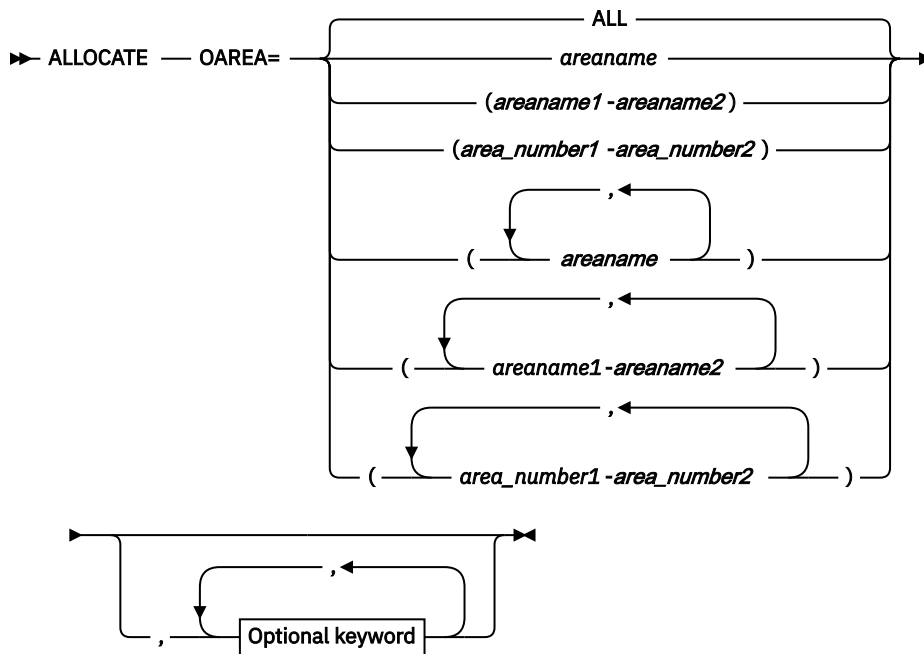 ALL
ALLOCATE OAREA= areaname
(areaname1 -areaname2)
(area_number1 -area_number2)
,
( areaname )
,
( areaname1-areaname2 )
,
( area_number1-area_number2 )
,
, Optional keyword